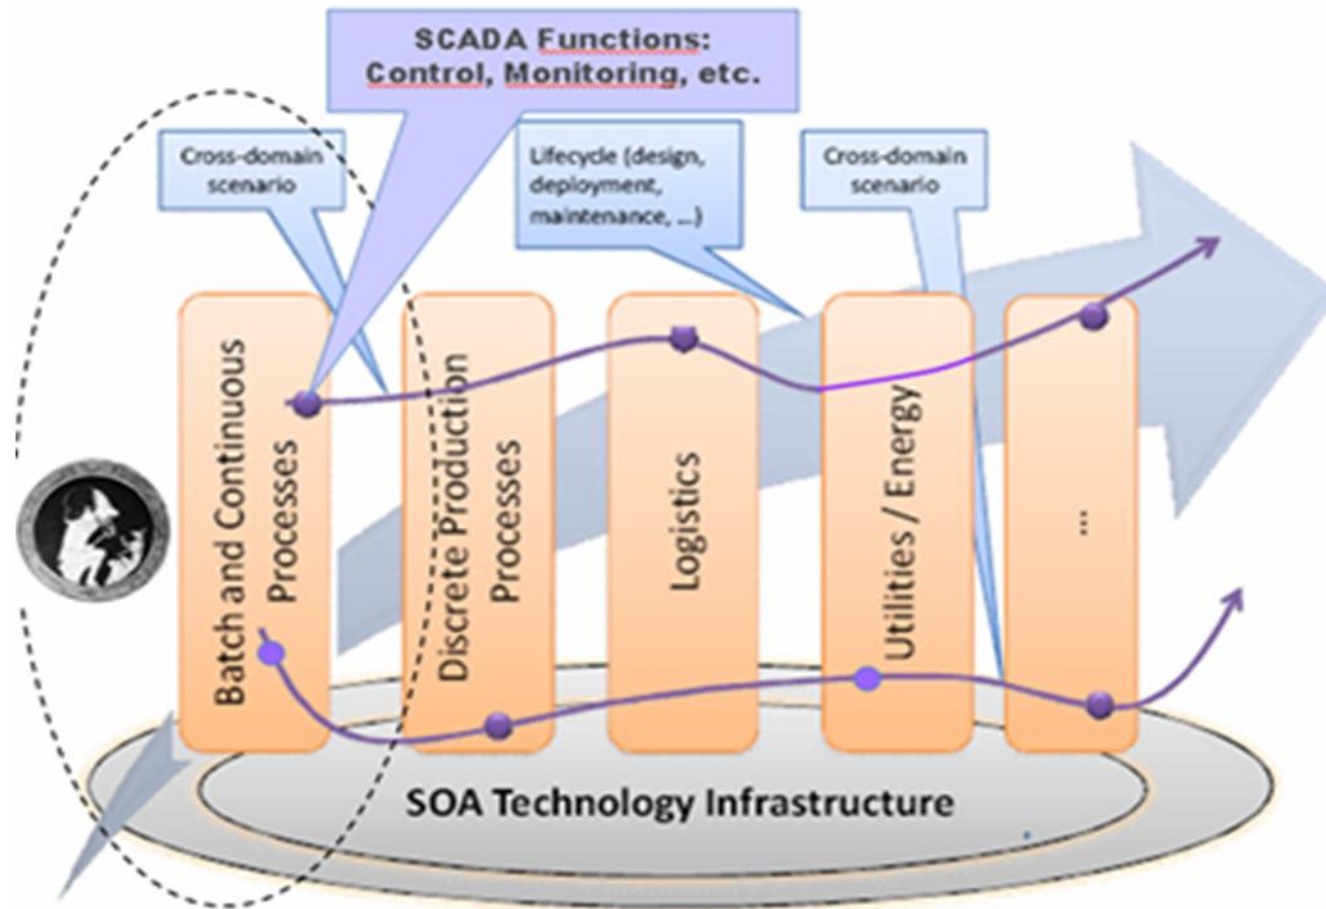 SCADA Functions:
Control, Monitoring, etc.
Cross-domain
scenario
Lifecycle (design,
deployment,
maintenance, ...)
Cross-domain
scenario
Batch and Continuous
Processes
Discrete Production
Processes
Logistics
Utilities / Energy
...
SOA Technology Infrastructure